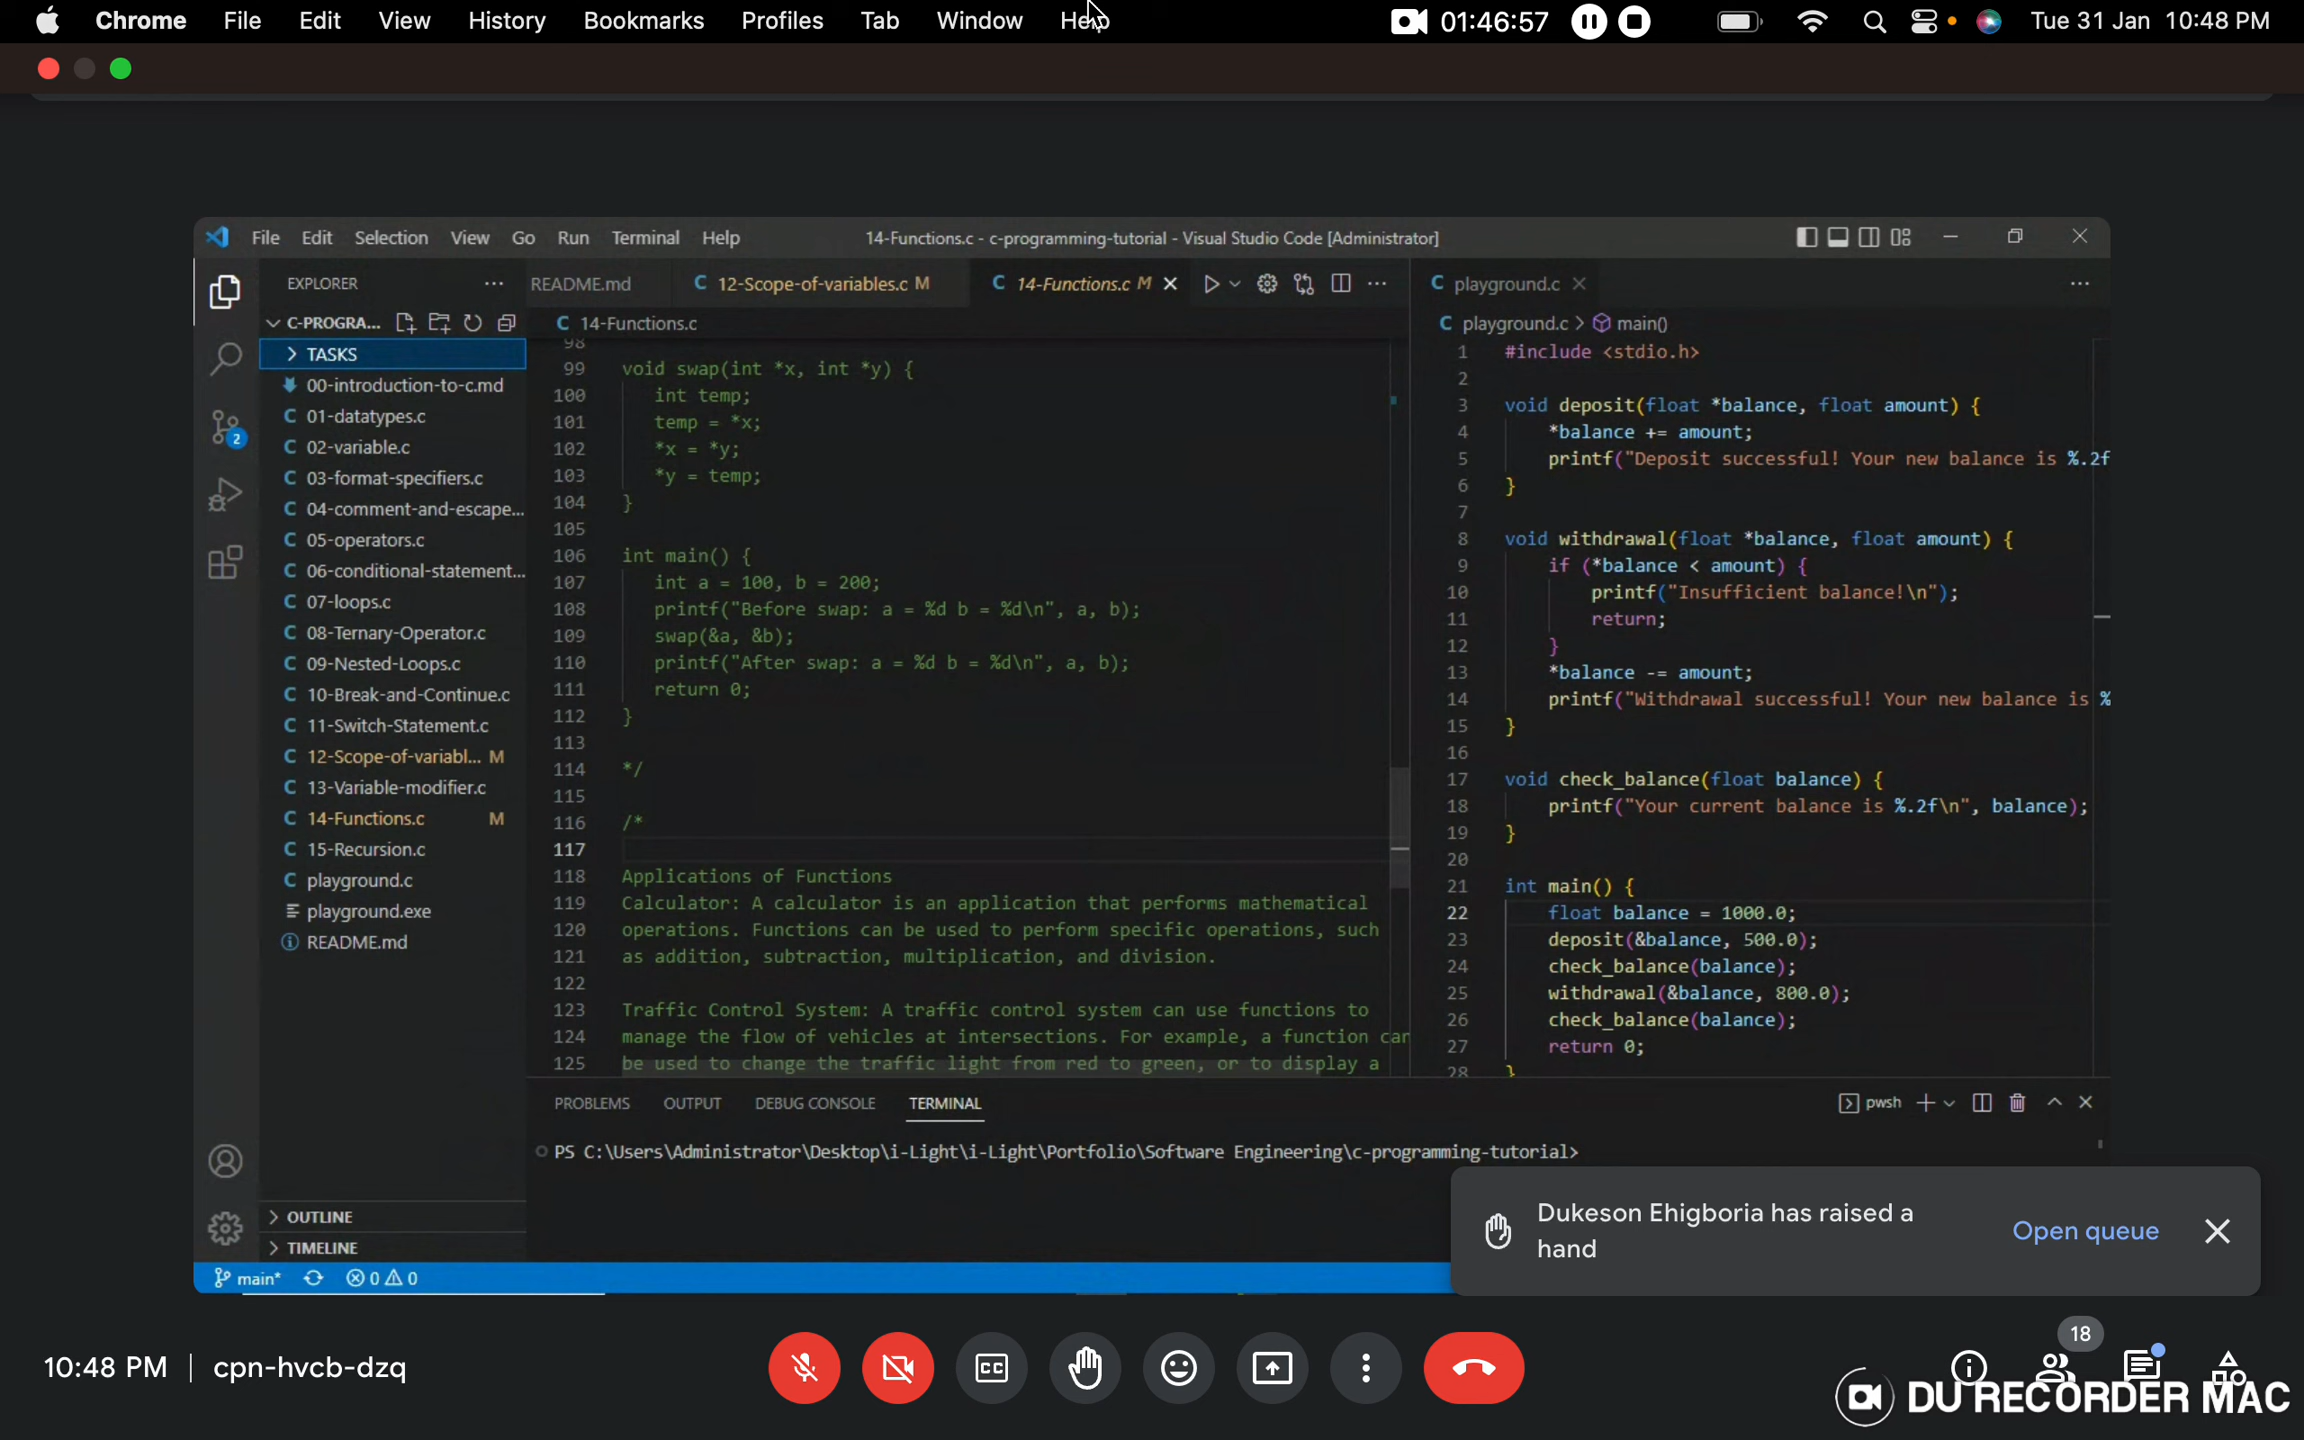 Chrome File Edit View History Bookmarks Profiles Tab Window Help 01:46:57 Tue 31 Jan 10:48 PM
File Edit Selection View Go Run Terminal Help 14-Functions.c - c-programming-tutorial - Visual Studio Code [Administrator]
EXPLORER
C-PROGRA...
TASKS
00-introduction-to-c.md
C 01-datatypes.c
C 02-variable.c
C 03-format-specifiers.c
C 04-comment-and-escape...
C 05-operators.c
C 06-conditional-statement...
C 07-loops.c
C 08-Ternary-Operator.c
C 09-Nested-Loops.c
C 10-Break-and-Continue.c
C 11-Switch-Statement.c
C 12-Scope-of-variabl... M
C 13-Variable-modifier.c
C 14-Functions.c M
C 15-Recursion.c
C playground.c
playground.exe
README.md
OUTLINE
TIMELINE
2
README.md C 12-Scope-of-variables.c M C 14-Functions.c M
C 14-Functions.c
98
99 void swap(int *x, int *y) {
100 int temp;
101 temp = *x;
102 *x = *y;
103 *y = temp;
104 }
105
106 int main() {
107 int a = 100, b = 200;
108 printf("Before swap: a = %d b = %d\n", a, b);
109 swap(&a, &b);
110 printf("After swap: a = %d b = %d\n", a, b);
111 return 0;
112 }
113
114 */
115
116 /*
117
118 Applications of Functions
119 Calculator: A calculator is an application that performs mathematical
120 operations. Functions can be used to perform specific operations, such
121 as addition, subtraction, multiplication, and division.
122
123 Traffic Control System: A traffic control system can use functions to
124 manage the flow of vehicles at intersections. For example, a function can
125 be used to change the traffic light from red to green, or to display a
C playground.c
C playground.c > main()
1 #include <stdio.h>
2
3 void deposit(float *balance, float amount) {
4 *balance += amount;
5 printf("Deposit successful! Your new balance is %.2f
6 }
7
8 void withdrawal(float *balance, float amount) {
9 if (*balance < amount) {
10 printf("Insufficient balance!\n");
11 return;
12 }
13 *balance -= amount;
14 printf("Withdrawal successful! Your new balance is %
15 }
16
17 void check_balance(float balance) {
18 printf("Your current balance is %.2f\n", balance);
19 }
20
21 int main() {
22 float balance = 1000.0;
23 deposit(&balance, 500.0);
24 check_balance(balance);
25 withdrawal(&balance, 800.0);
26 check_balance(balance);
27 return 0;
28 }
PROBLEMS OUTPUT DEBUG CONSOLE TERMINAL pwsh
PS C:\Users\Administrator\Desktop\i-Light\i-Light\Portfolio\Software Engineering\c-programming-tutorial>
Dukeson Ehigboria has raised a
hand
Open queue
main* 0 0
10:48 PM | cpn-hvcb-dzq
CC
18
DU RECORDER MAC